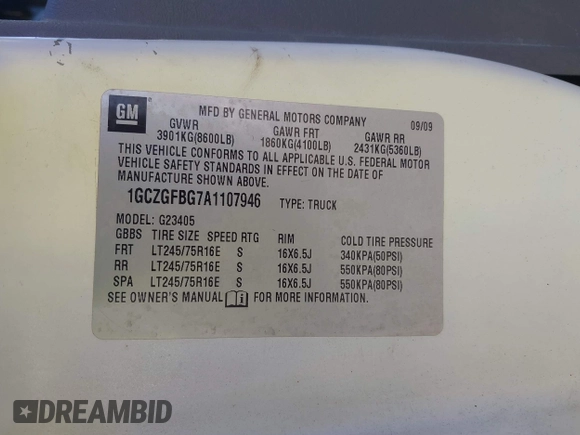 GM
MFD BY GENERAL MOTORS COMPANY 09/09
GVWR GAWR FRT GAWR RR
3901KG(8600LB) 1860KG(4100LB) 2431KG(5360LB)
THIS VEHICLE CONFORMS TO ALL APPLICABLE U.S. FEDERAL MOTOR
VEHICLE SAFETY STANDARDS IN EFFECT ON THE DATE OF
MANUFACTURE SHOWN ABOVE.
1GCZGFBG7A1107946 TYPE: TRUCK
MODEL: G23405
GBBS TIRE SIZE SPEED RTG RIM COLD TIRE PRESSURE
FRT LT245/75R16E S 16X6.5J 340KPA(50PSI)
RR LT245/75R16E S 16X6.5J 550KPA(80PSI)
SPA LT245/75R16E S 16X6.5J 550KPA(80PSI)
SEE OWNER'S MANUAL FOR MORE INFORMATION.
DREAMBID